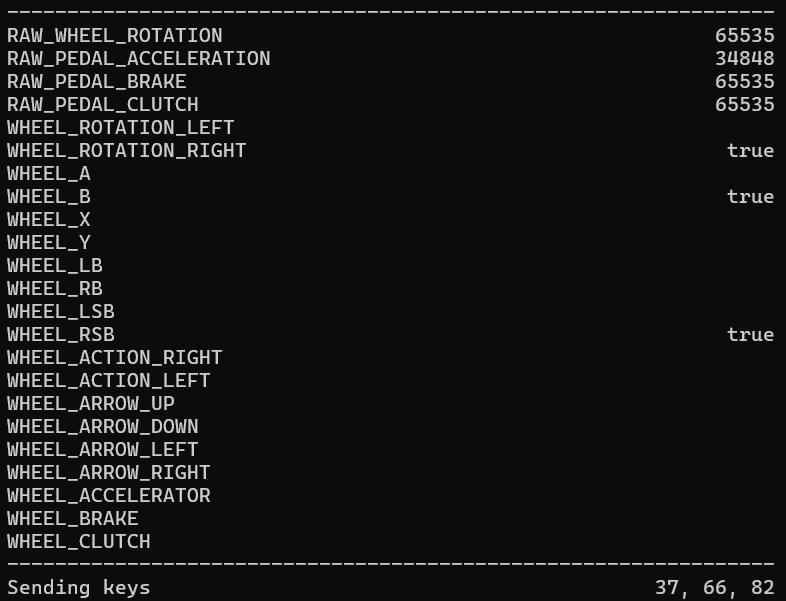 ----------------------------------------------------------------
RAW_WHEEL_ROTATION 65535
RAW_PEDAL_ACCELERATION 34848
RAW_PEDAL_BRAKE 65535
RAW_PEDAL_CLUTCH 65535
WHEEL_ROTATION_LEFT
WHEEL_ROTATION_RIGHT true
WHEEL_A
WHEEL_B true
WHEEL_X
WHEEL_Y
WHEEL_LB
WHEEL_RB
WHEEL_LSB
WHEEL_RSB true
WHEEL_ACTION_RIGHT
WHEEL_ACTION_LEFT
WHEEL_ARROW_UP
WHEEL_ARROW_DOWN
WHEEL_ARROW_LEFT
WHEEL_ARROW_RIGHT
WHEEL_ACCELERATOR
WHEEL_BRAKE
WHEEL_CLUTCH
----------------------------------------------------------------
Sending keys 37, 66, 82